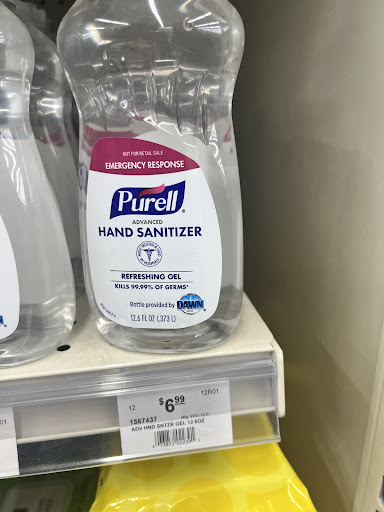 NOT FOR RETAIL SALE
EMERGENCY RESPONSE
Purell®
ADVANCED
HAND SANITIZER
REFRESHING GEL
KILLS 99.99% OF GERMS*
Bottle provided by DAWN
12.6 FL OZ (373 L)
12 $6.99 12R01
1567437
ADV HND SNTZR GEL 12.6OZ
01